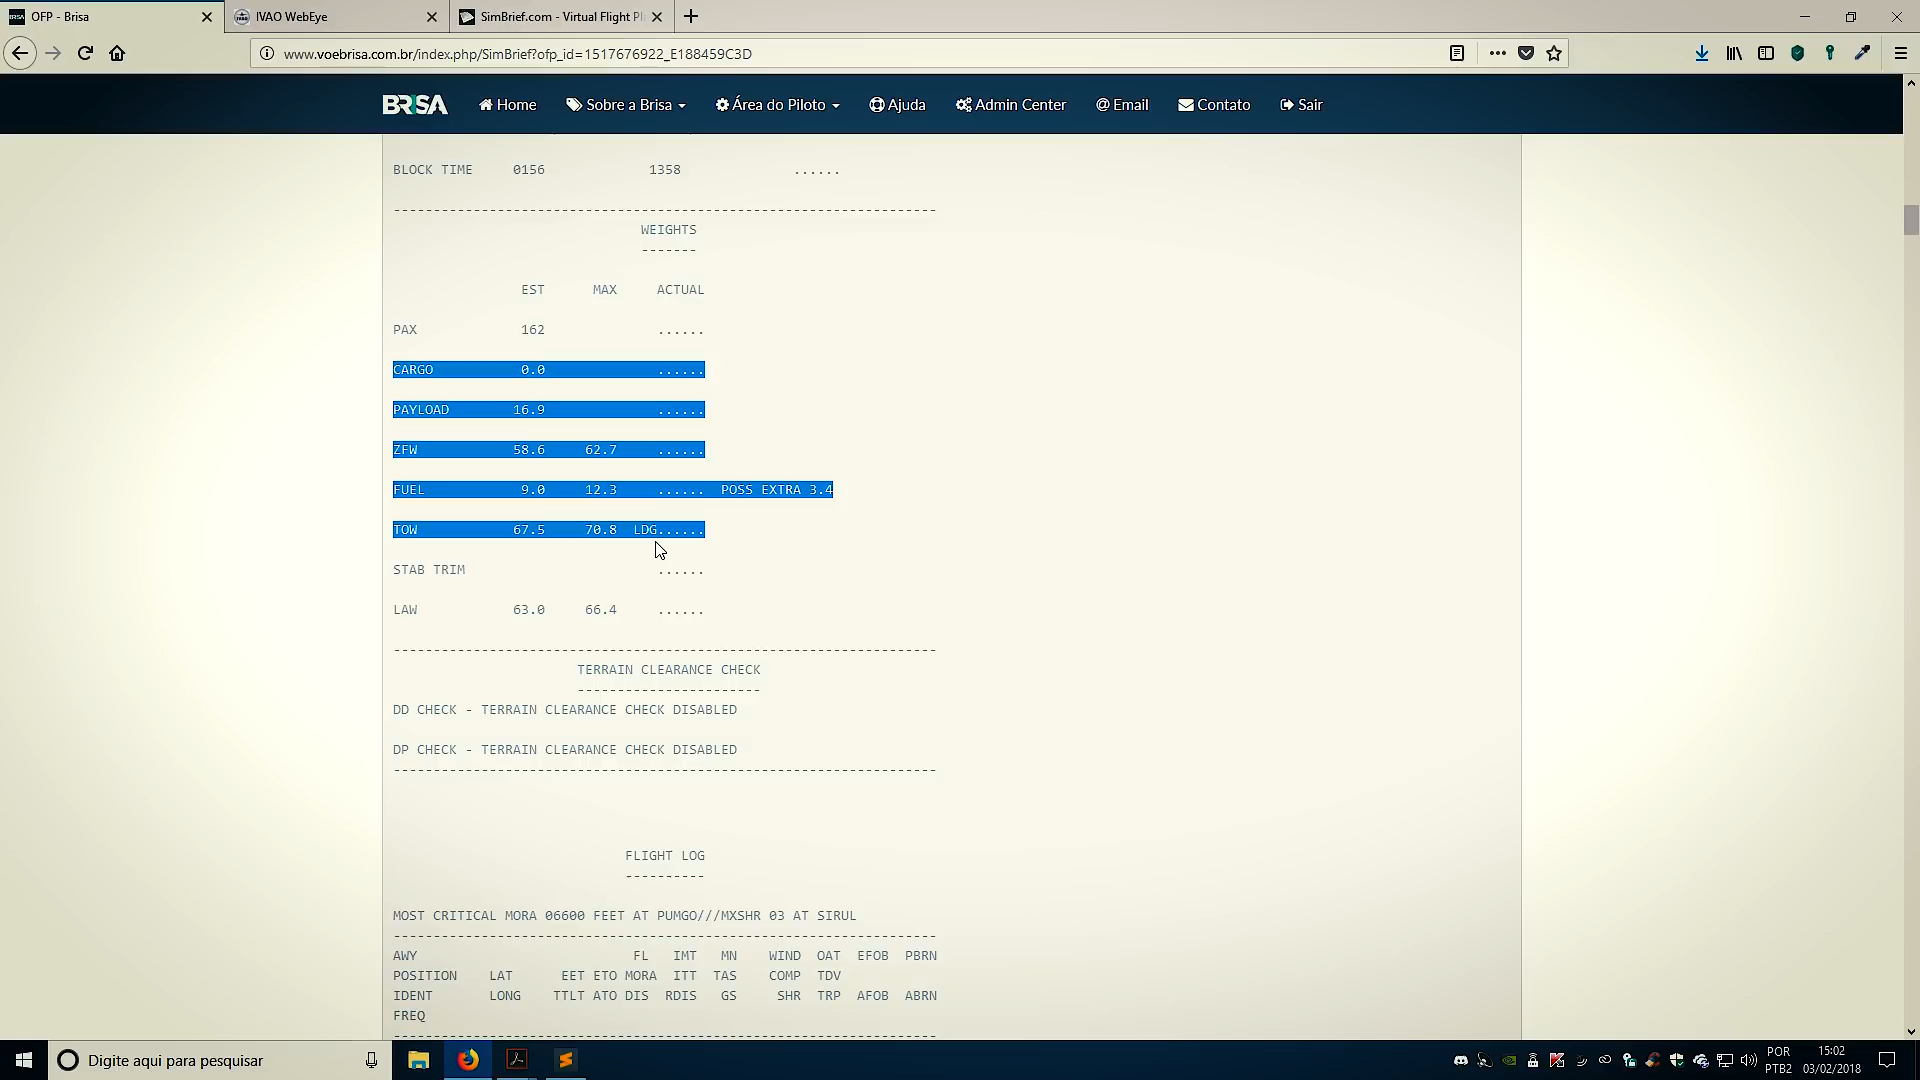 OFP - Brisa
IVAO WebEye
SimBrief.com - Virtual Flight Pl
www.voebrisa.com.br/index.php/SimBrief?ofp_id=1517676922_E188459C3D
BRISA Home Sobre a Brisa Área do Piloto Ajuda Admin Center Email Contato Sair
BLOCK TIME 0156 1358 ......
--------------------------------------------------------------------
WEIGHTS
-------
EST MAX ACTUAL
PAX 162 ......
CARGO 0.0 ......
PAYLOAD 16.9 ......
ZFW 58.6 62.7 ......
FUEL 9.0 12.3 ...... POSS EXTRA 3.4
TOW 67.5 70.8 LDG......
STAB TRIM ......
LAW 63.0 66.4 ......
--------------------------------------------------------------------
TERRAIN CLEARANCE CHECK
-----------------------
DD CHECK - TERRAIN CLEARANCE CHECK DISABLED
DP CHECK - TERRAIN CLEARANCE CHECK DISABLED
--------------------------------------------------------------------
FLIGHT LOG
----------
MOST CRITICAL MORA 06600 FEET AT PUMGO///MXSHR 03 AT SIRUL
--------------------------------------------------------------------
AWY FL IMT MN WIND OAT EFOB PBRN
POSITION LAT EET ETO MORA ITT TAS COMP TDV
IDENT LONG TTLT ATO DIS RDIS GS SHR TRP AFOB ABRN
FREQ
--------------------------------------------------------------------
Digite aqui para pesquisar
POR
PTB2
15:02
03/02/2018